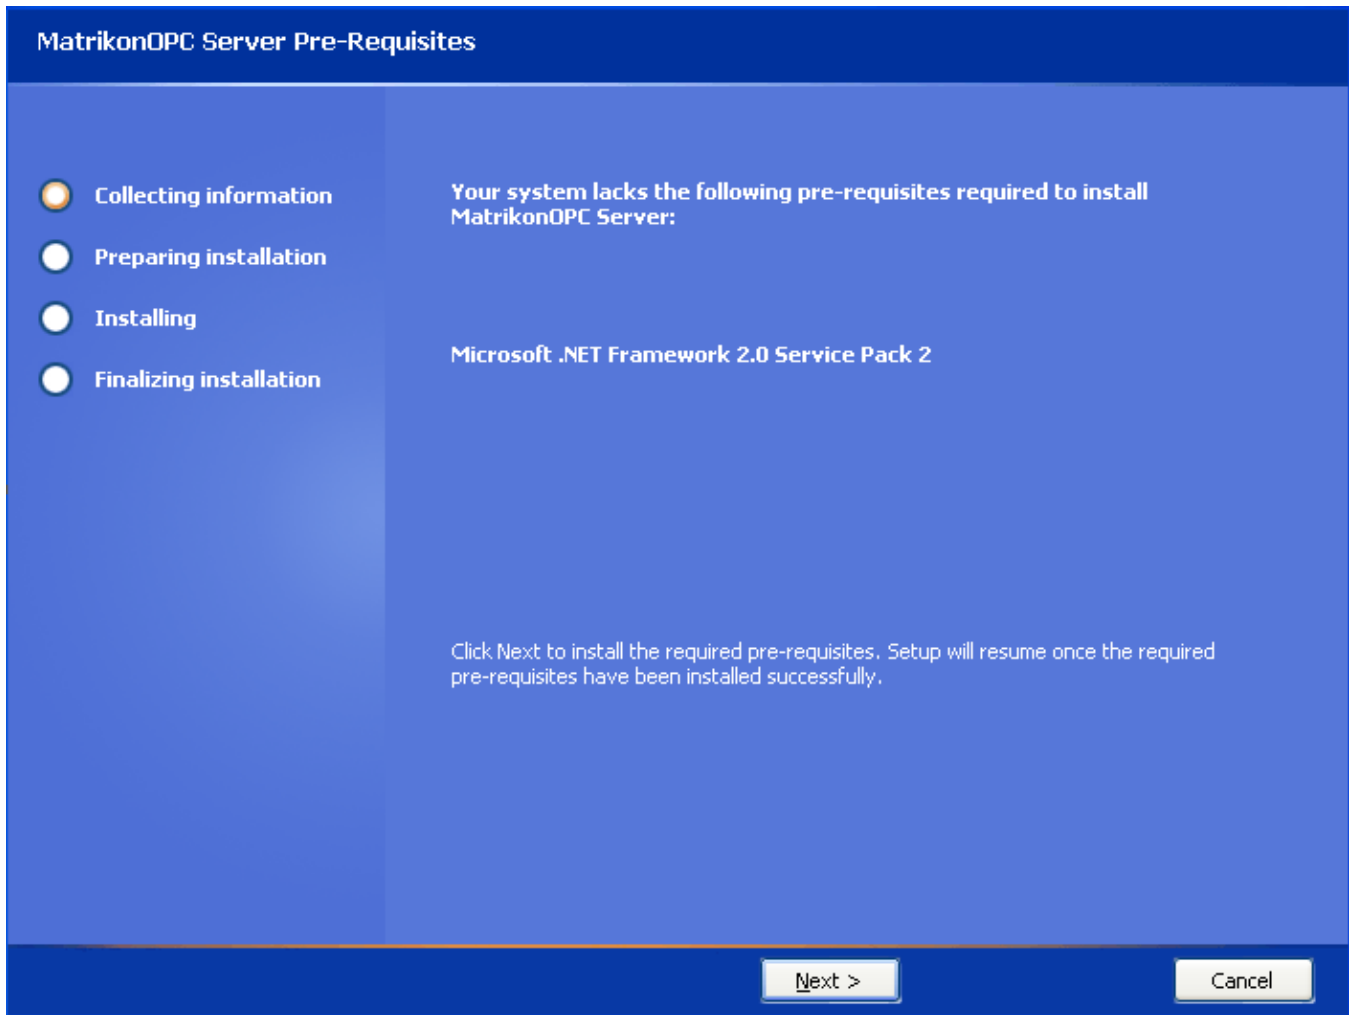 MatrikonOPC Server Pre-Requisites
Collecting information
Preparing installation
Installing
Finalizing installation
Your system lacks the following pre-requisites required to install
MatrikonOPC Server:
Microsoft .NET Framework 2.0 Service Pack 2
Click Next to install the required pre-requisites. Setup will resume once the required
pre-requisites have been installed successfully.
Next >
Cancel